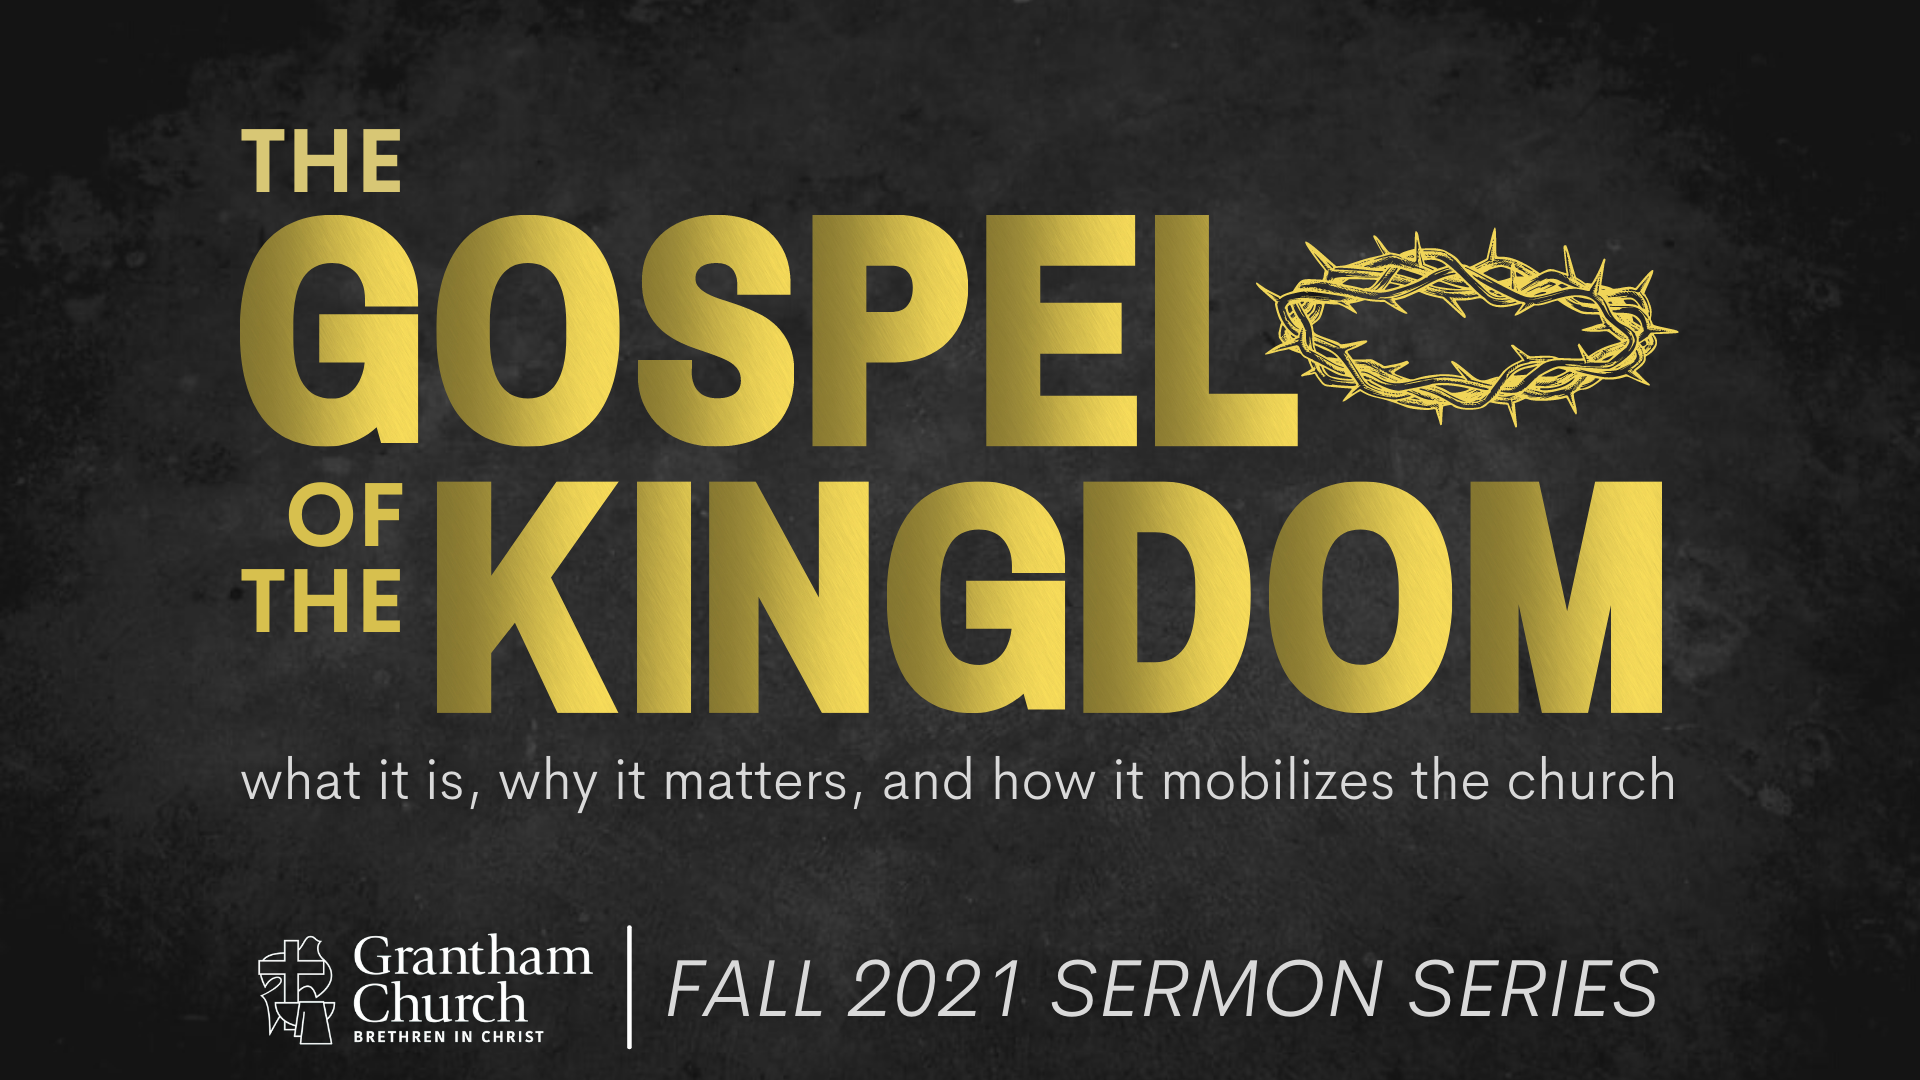 THE
GOSPEL
OF
THE
KINGDOM
what it is, why it matters, and how it mobilizes the church
Grantham
Church
BRETHREN IN CHRIST
FALL 2021 SERMON SERIES